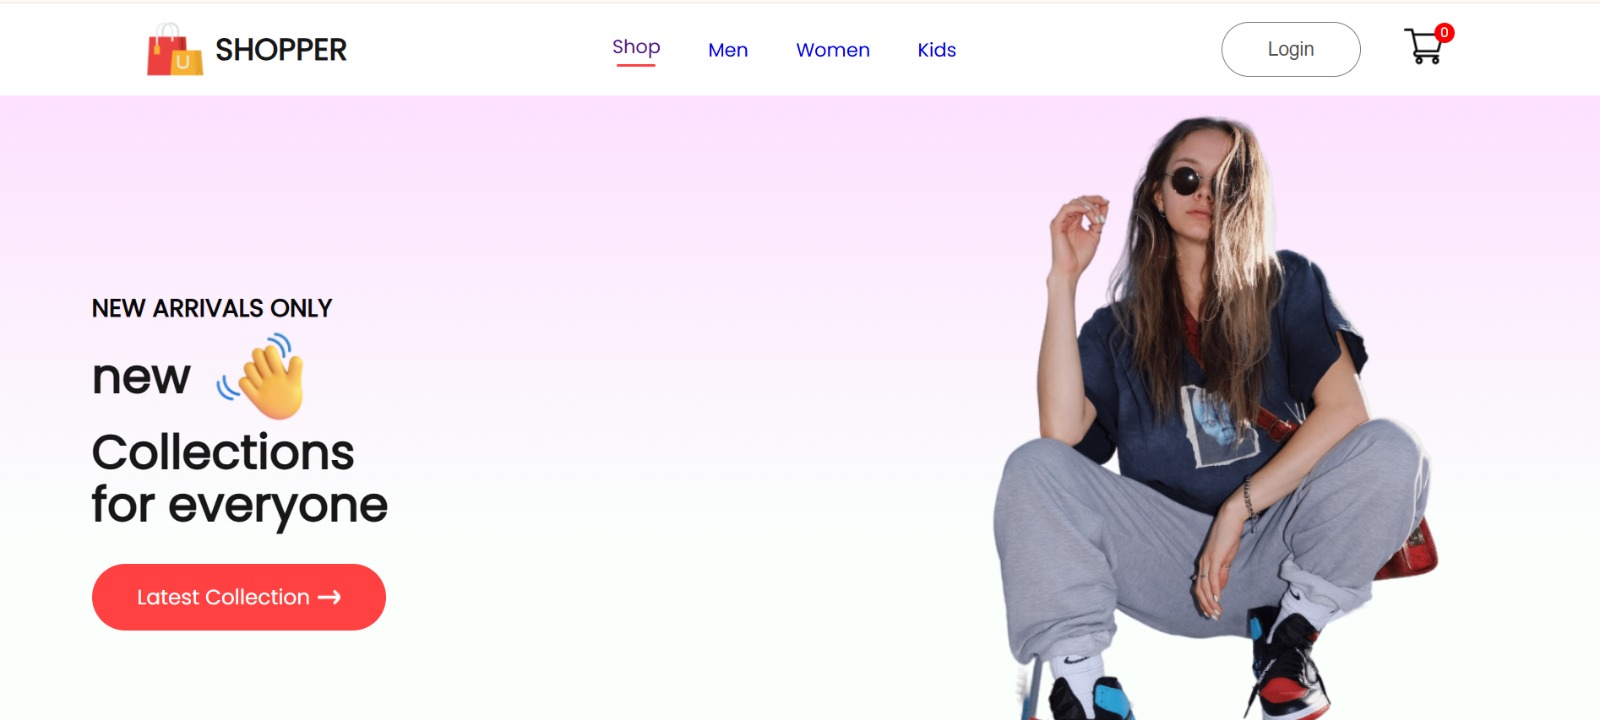 SHOPPER
Shop
Men
Women
Kids
Login
0
NEW ARRIVALS ONLY
new
Collections
for everyone
Latest Collection